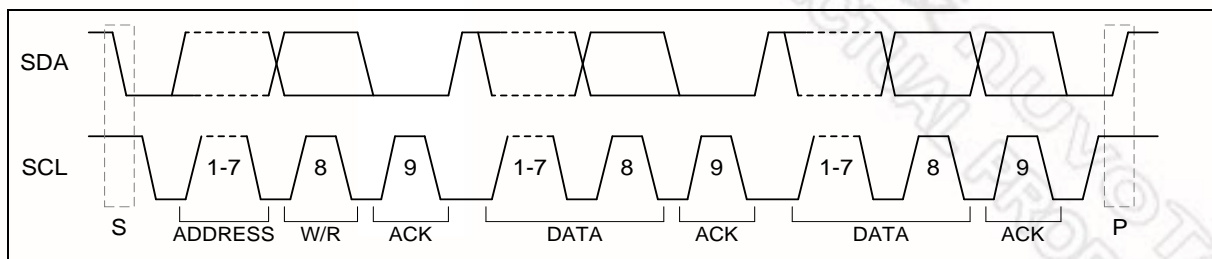 SDA
SCL
1-7 8 9 1-7 8 9 1-7 8 9
S ADDRESS W/R ACK DATA ACK DATA ACK P